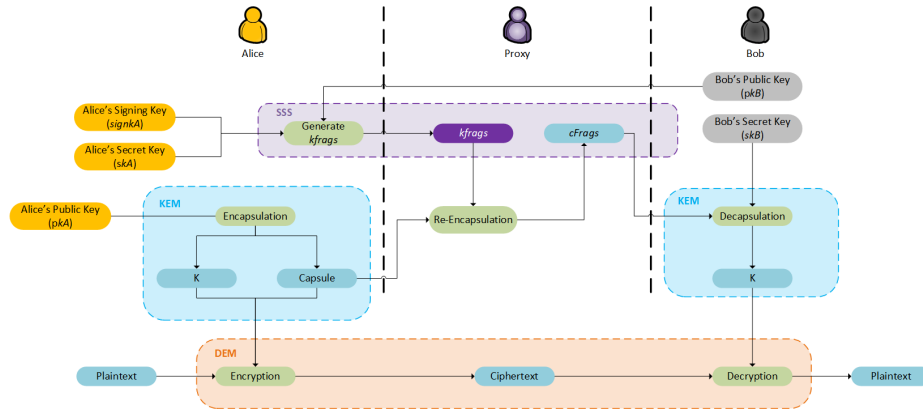 Alice
Proxy
Bob
Bob's Public Key
(pkB)
SSS
Alice's Signing Key
(signkA)
Generate
kfrags
kfrags
cFrags
Bob's Secret Key
(skB)
Alice's Secret Key
(skA)
KEM
KEM
Alice's Public Key
(pkA)
Encapsulation
Re-Encapsulation
Decapsulation
K
Capsule
K
DEM
Plaintext
Encryption
Ciphertext
Decryption
Plaintext